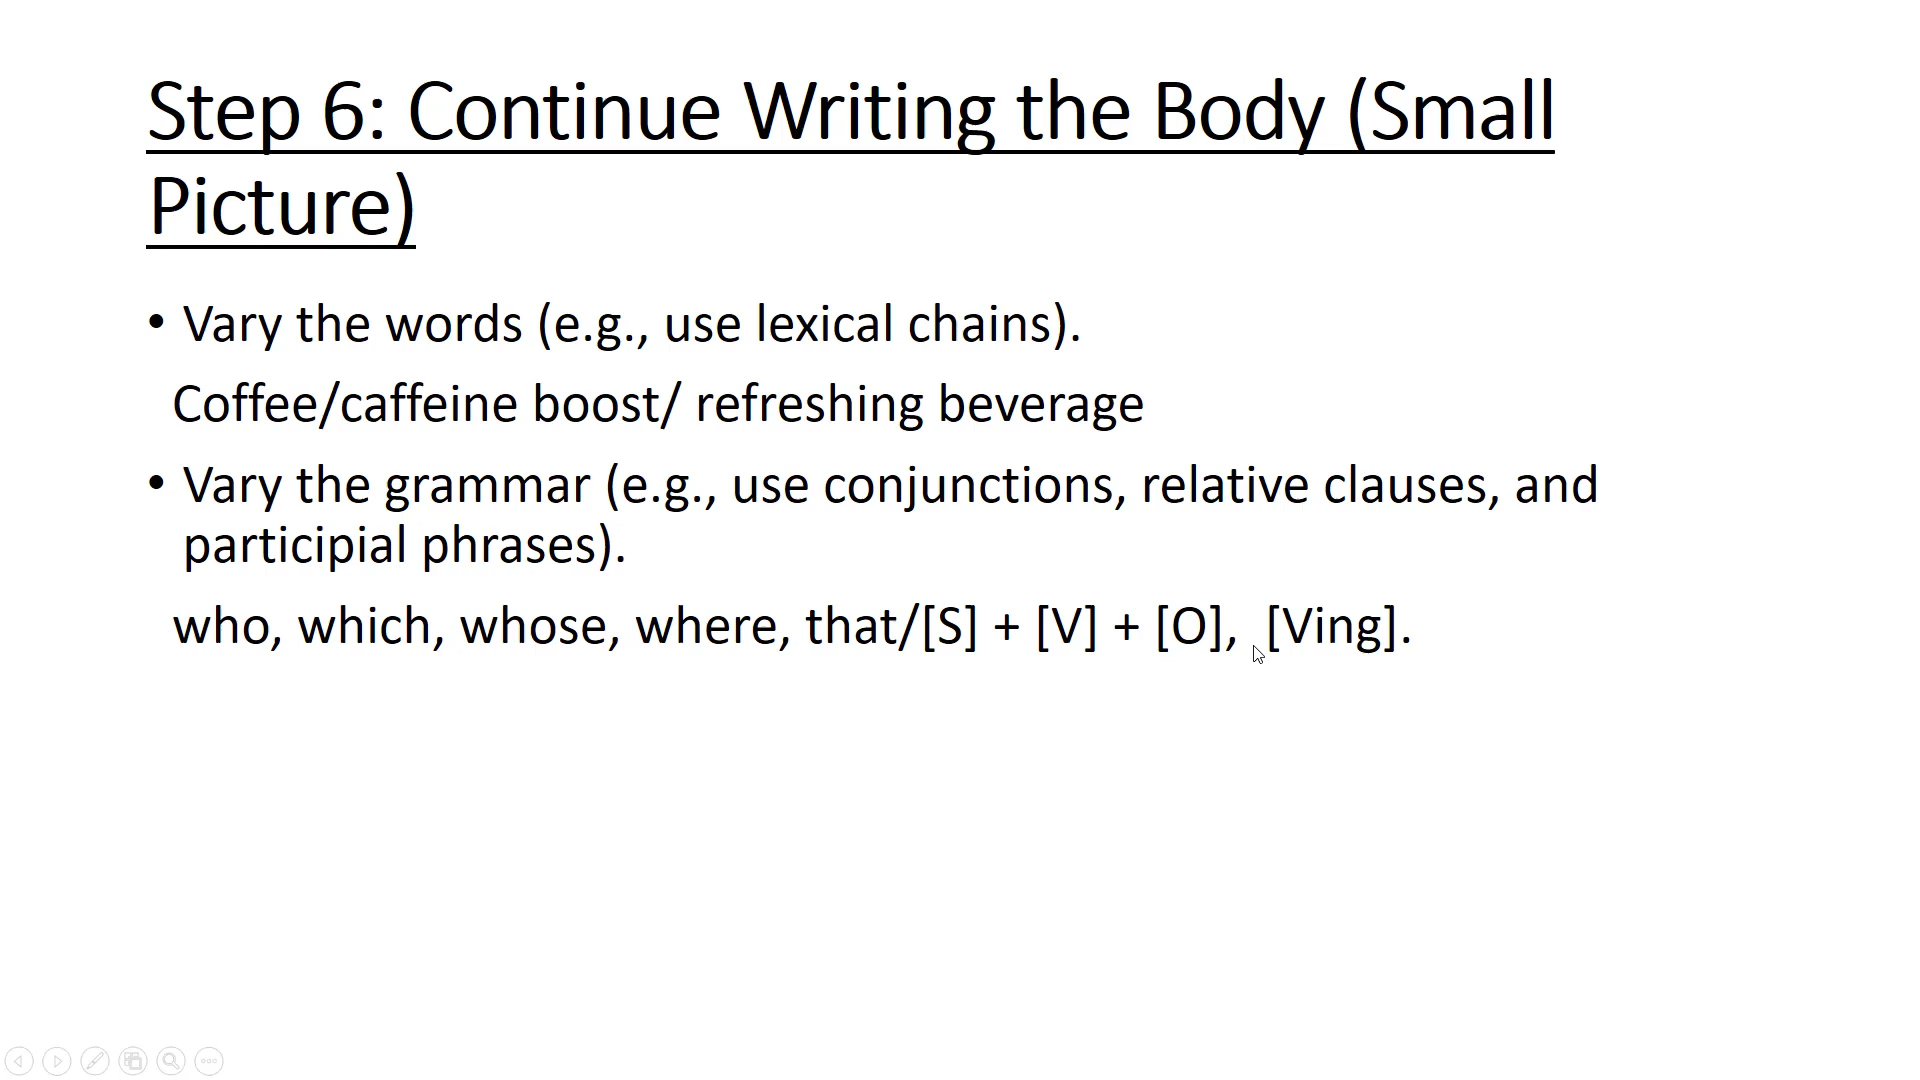 Step 6: Continue Writing the Body (Small
Picture)
• Vary the words (e.g., use lexical chains).
Coffee/caffeine boost/ refreshing beverage
• Vary the grammar (e.g., use conjunctions, relative clauses, and
participial phrases).
who, which, whose, where, that/[S] + [V] + [O],  [Ving].